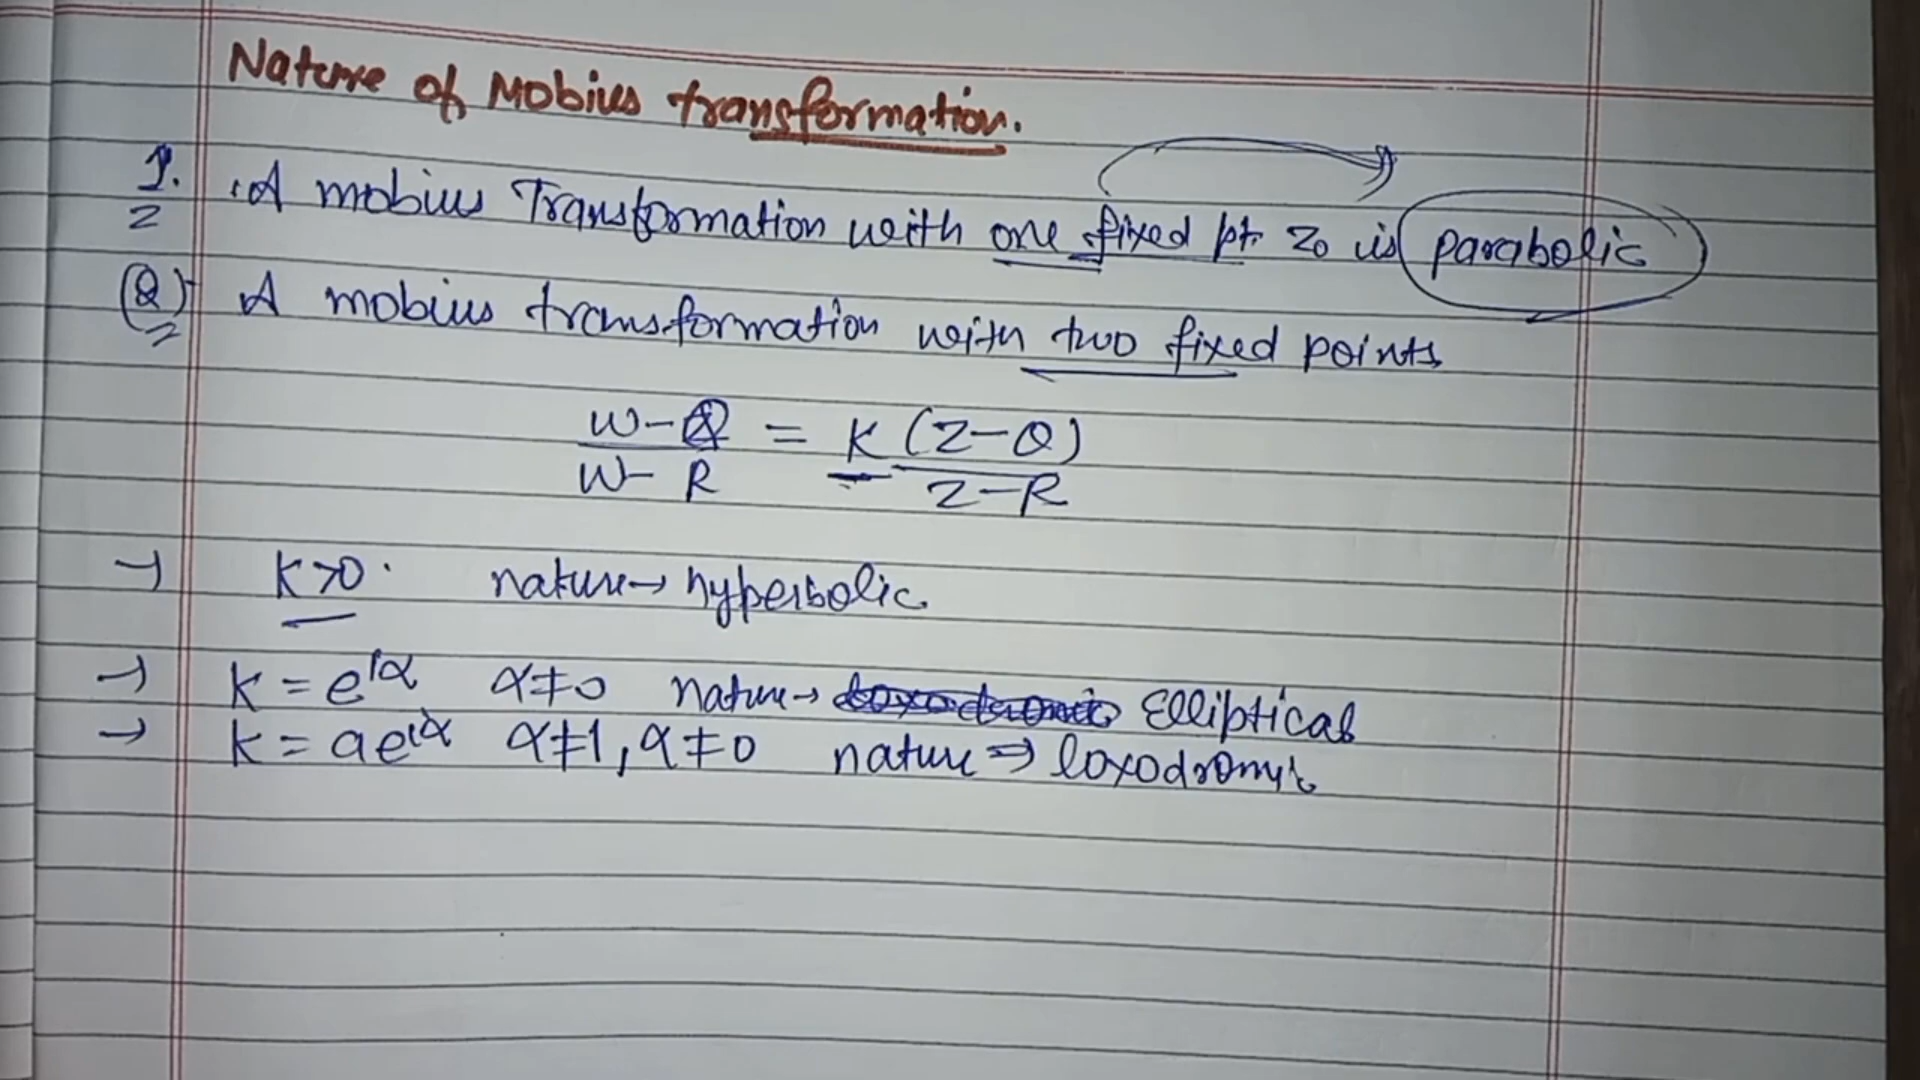 Nature of Mobius transformation.
1. A mobius Transformation with one fixed pt. z₀ is parabolic
(2) A mobius transformation with two fixed points
w-Q / w-R = K (z-Q) / z-R
→ K>0. nature → hyperbolic
→ K = e^iα α≠0 nature → Elliptical
→ K = ae^iα α≠1, α≠0 nature ⇒ loxodromic